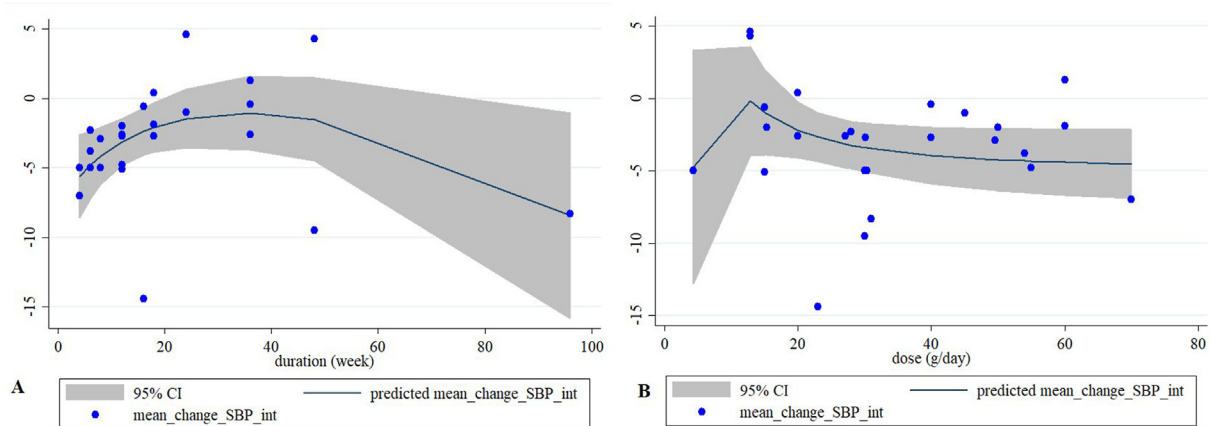 5
0
-5
-10
-15
0 20 40 60 80 100
duration (week)
A
95% CI predicted mean_change_SBP_int
mean_change_SBP_int
5
0
-5
-10
-15
0 20 40 60 80
dose (g/day)
B
95% CI predicted mean_change_SBP_int
mean_change_SBP_int